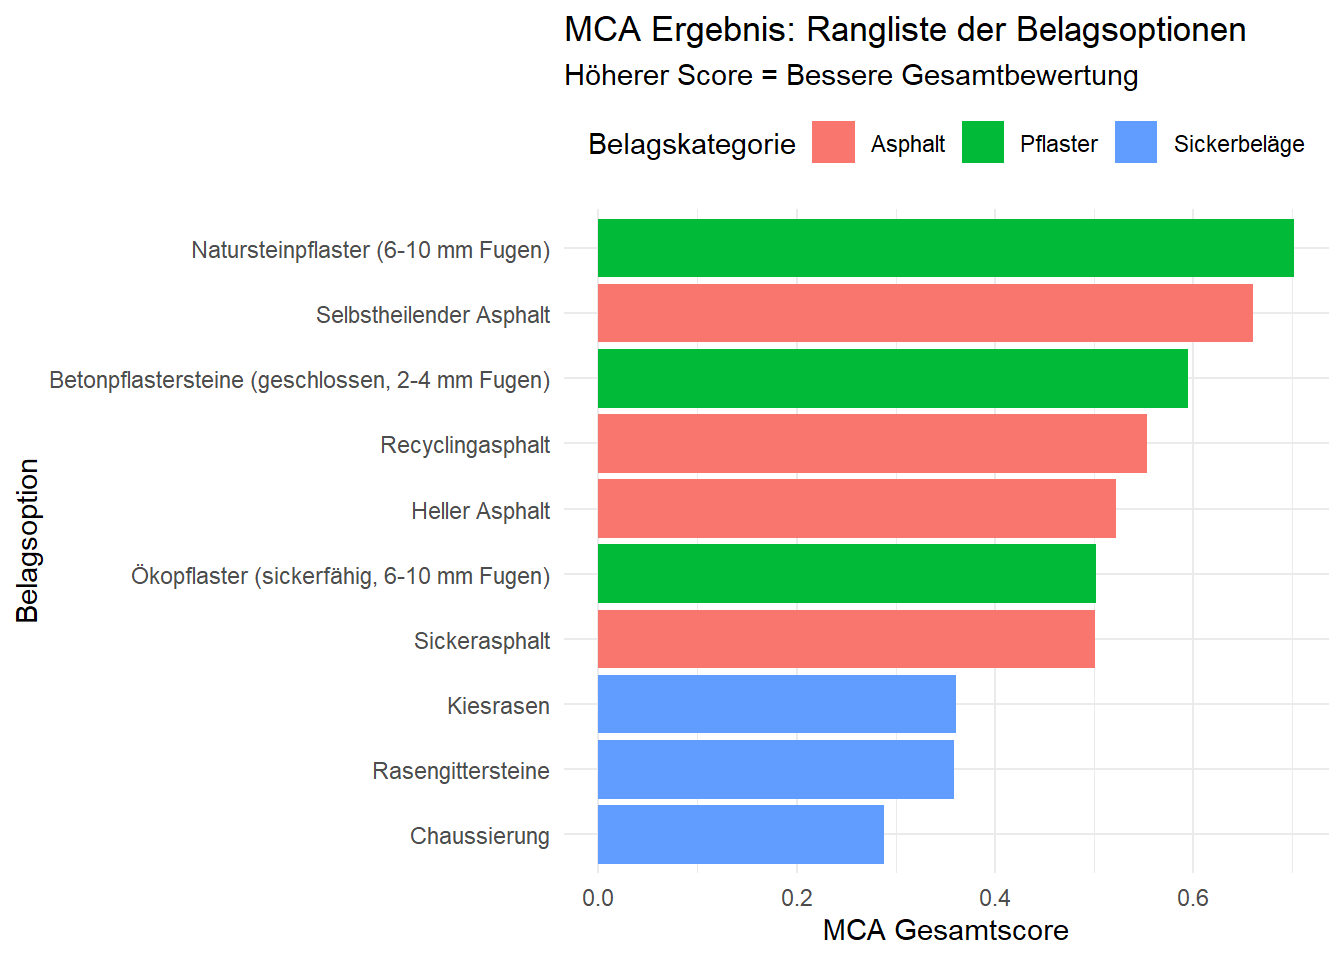 MCA Ergebnis: Rangliste der Belagsoptionen
Höherer Score = Bessere Gesamtbewertung
Belagskategorie Asphalt Pflaster Sickerbeläge
Natursteinpflaster (6-10 mm Fugen)
Selbstheilender Asphalt
Betonpflastersteine (geschlossen, 2-4 mm Fugen)
Recyclingasphalt
Heller Asphalt
Ökopflaster (sickerfähig, 6-10 mm Fugen)
Sickerasphalt
Kiesrasen
Rasengittersteine
Chaussierung
Belagsoption
0.0 0.2 0.4 0.6
MCA Gesamtscore